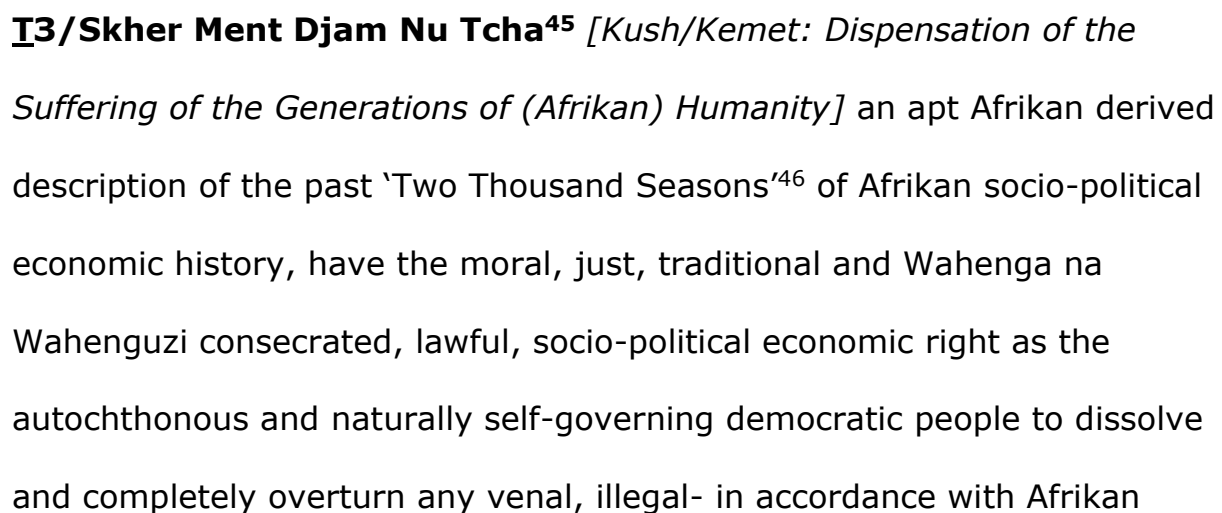 T3/Skher Ment Djam Nu Tcha⁴⁵ [Kush/Kemet: Dispensation of the
Suffering of the Generations of (Afrikan) Humanity] an apt Afrikan derived
description of the past ‘Two Thousand Seasons’⁴⁶ of Afrikan socio-political
economic history, have the moral, just, traditional and Wahenga na
Wahenguzi consecrated, lawful, socio-political economic right as the
autochthonous and naturally self-governing democratic people to dissolve
and completely overturn any venal, illegal- in accordance with Afrikan